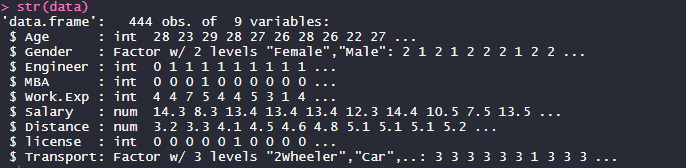 > str(data)
'data.frame':   444 obs. of  9 variables:
 $ Age      : int  28 23 29 28 27 26 28 26 22 27 ...
 $ Gender   : Factor w/ 2 levels "Female","Male": 2 1 2 1 2 2 2 1 2 2 ...
 $ Engineer : int  0 1 1 1 1 1 1 1 1 1 ...
 $ MBA      : int  0 0 0 1 0 0 0 0 0 0 ...
 $ Work.Exp : int  4 4 7 5 4 4 5 3 1 4 ...
 $ Salary   : num  14.3 8.3 13.4 13.4 13.4 12.3 14.4 10.5 7.5 13.5 ...
 $ Distance : num  3.2 3.3 4.1 4.5 4.6 4.8 5.1 5.1 5.1 5.2 ...
 $ license  : int  0 0 0 0 0 1 0 0 0 0 ...
 $ Transport: Factor w/ 3 levels "2Wheeler","Car",..: 3 3 3 3 3 3 1 3 3 3 ...